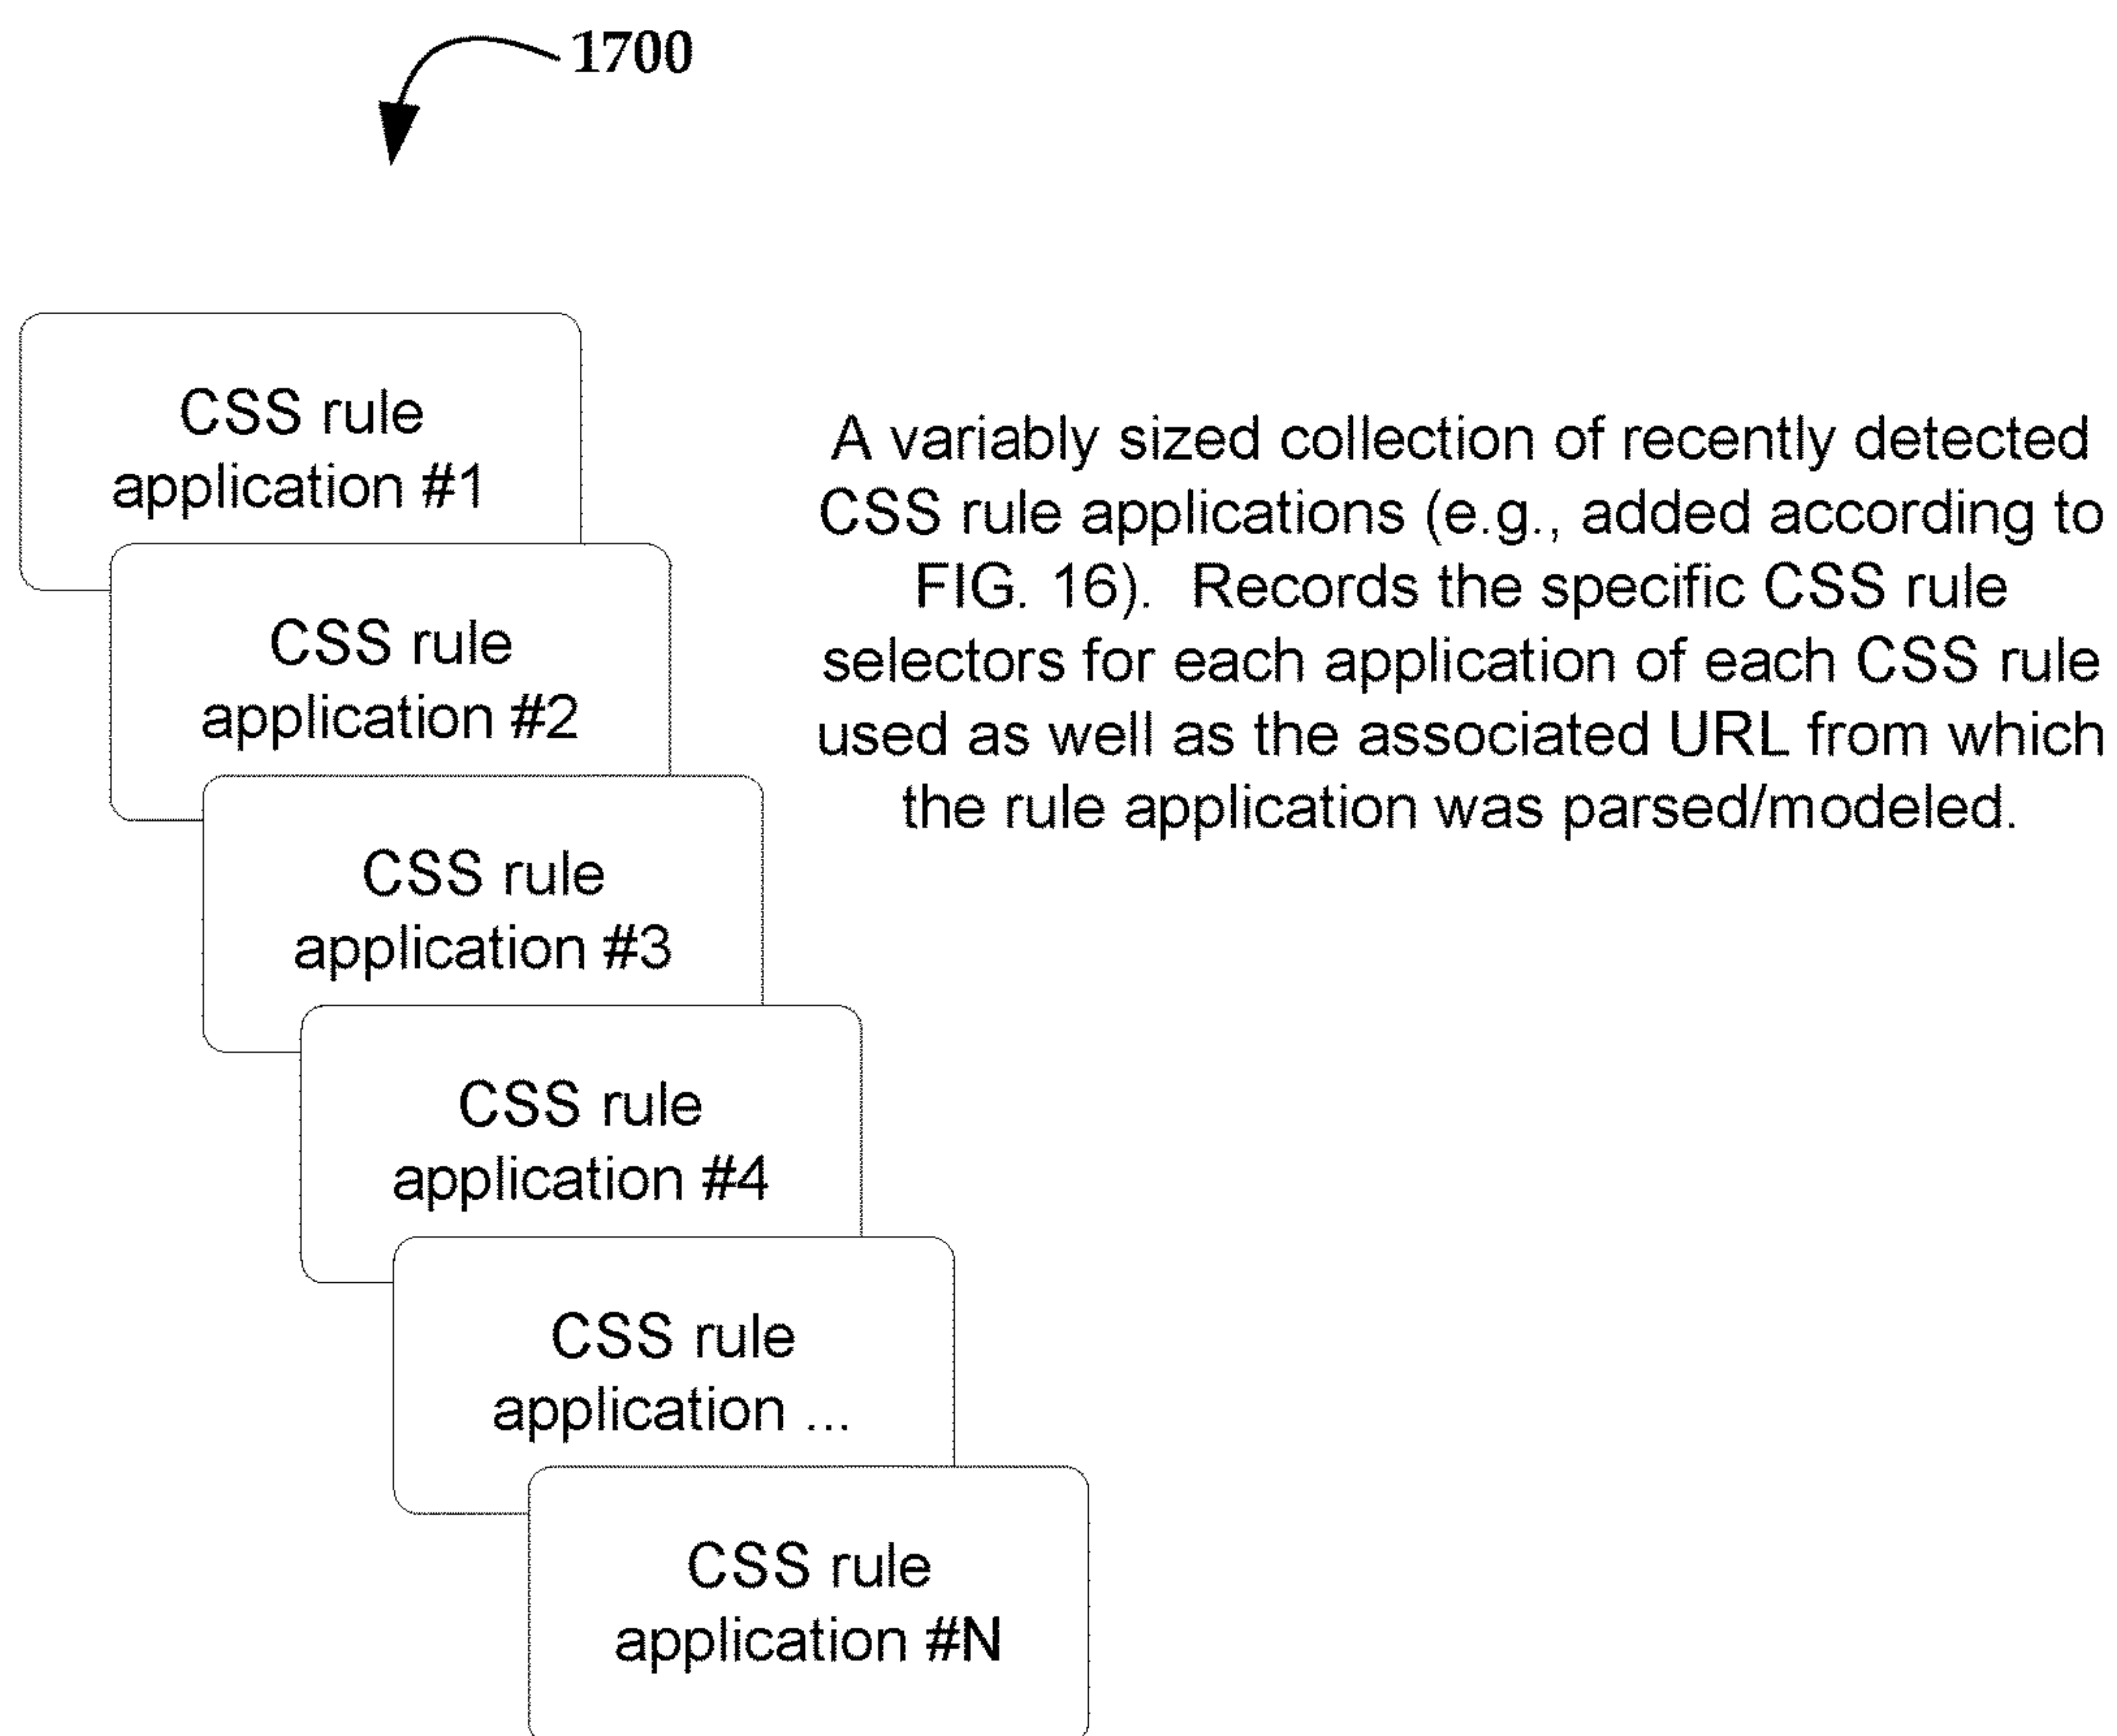 1700
CSS rule
application #1
CSS rule
application #2
CSS rule
application #3
CSS rule
application #4
CSS rule
application ...
CSS rule
application #N
A variably sized collection of recently detected
CSS rule applications (e.g., added according to
FIG. 16).  Records the specific CSS rule
selectors for each application of each CSS rule
used as well as the associated URL from which
the rule application was parsed/modeled.